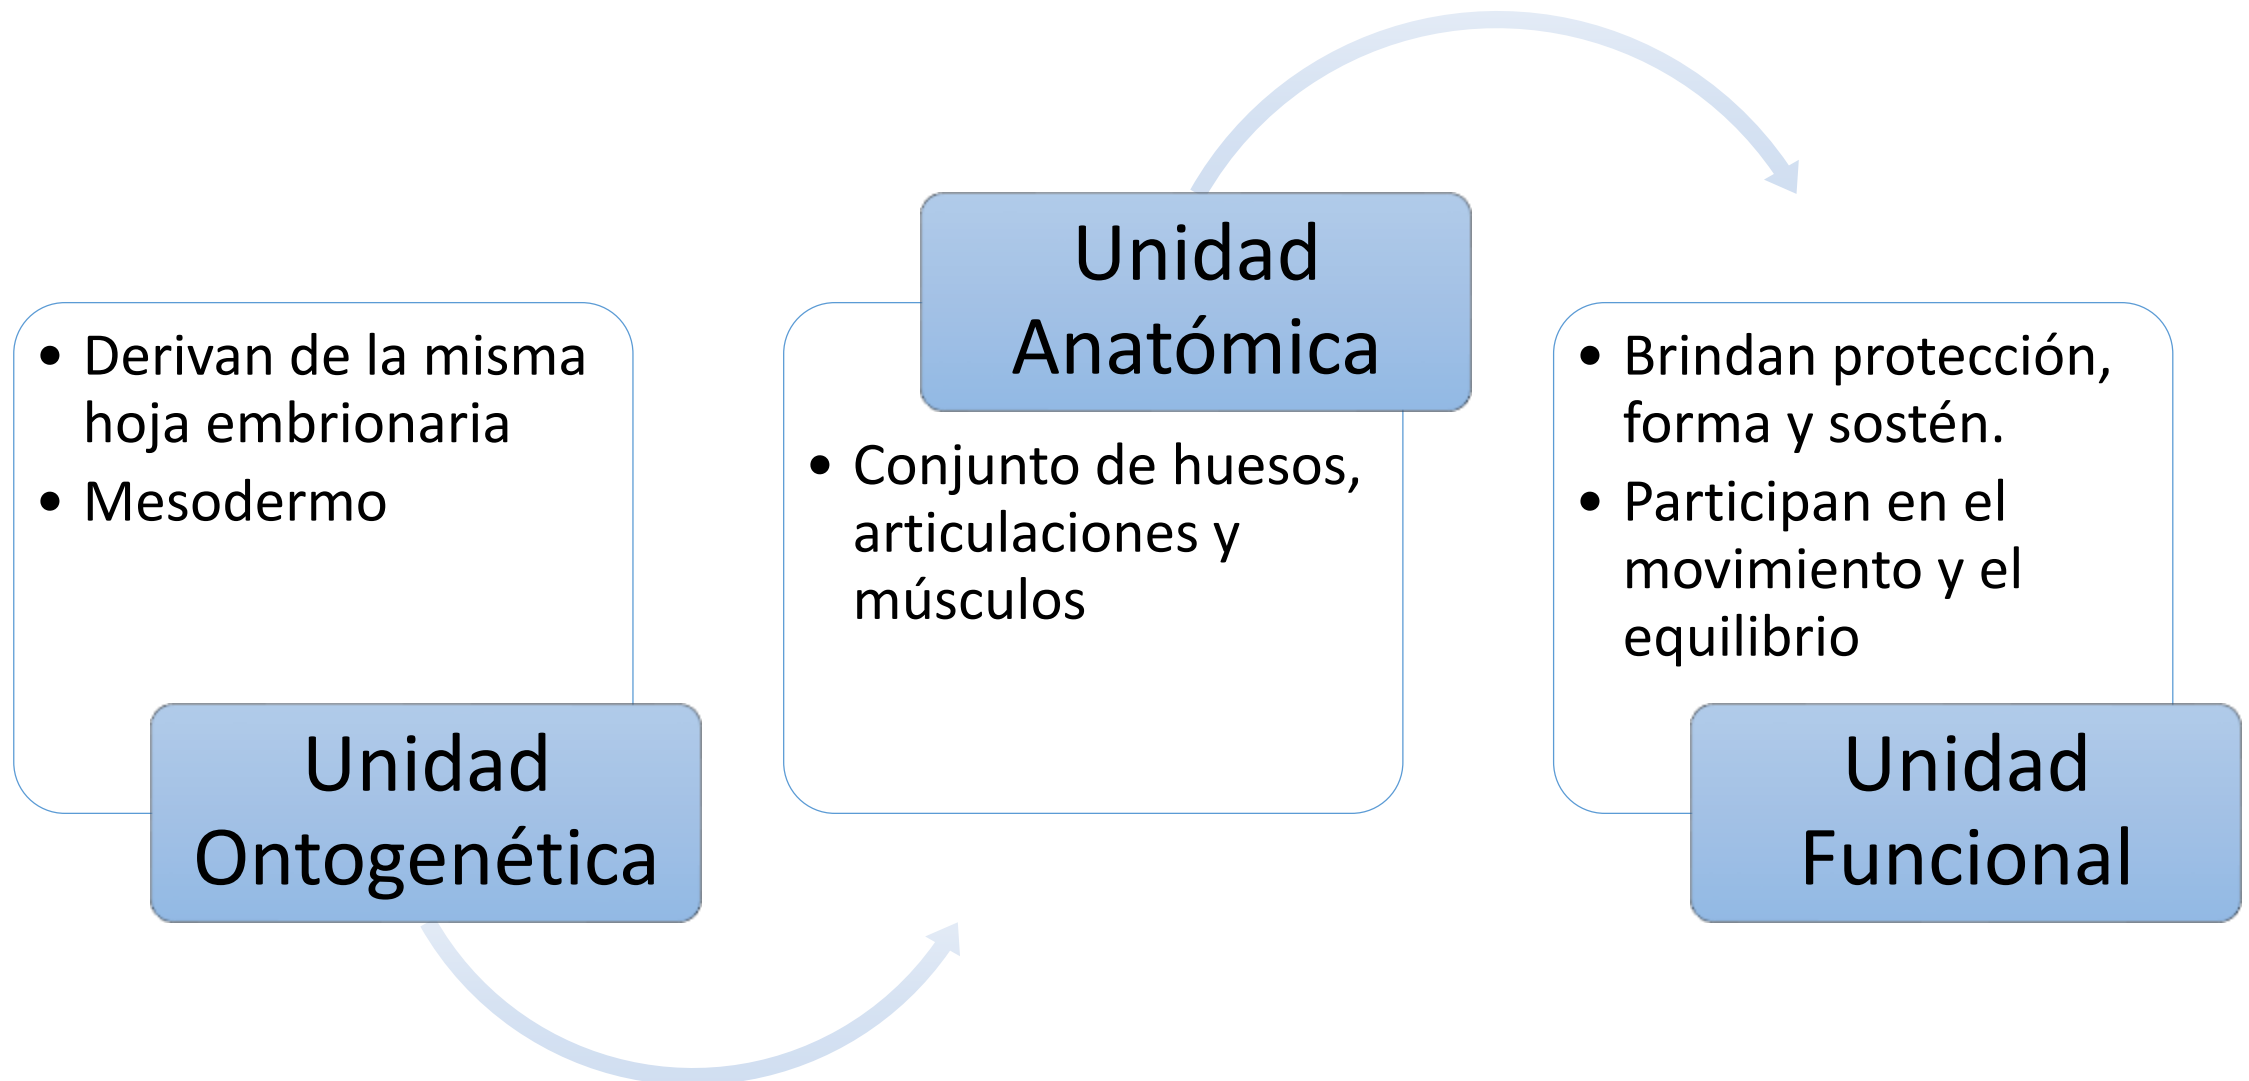 • Derivan de la misma
hoja embrionaria
• Mesodermo
Unidad
Ontogenética
Unidad
Anatómica
• Conjunto de huesos,
articulaciones y
músculos
• Brindan protección,
forma y sostén.
• Participan en el
movimiento y el
equilibrio
Unidad
Funcional